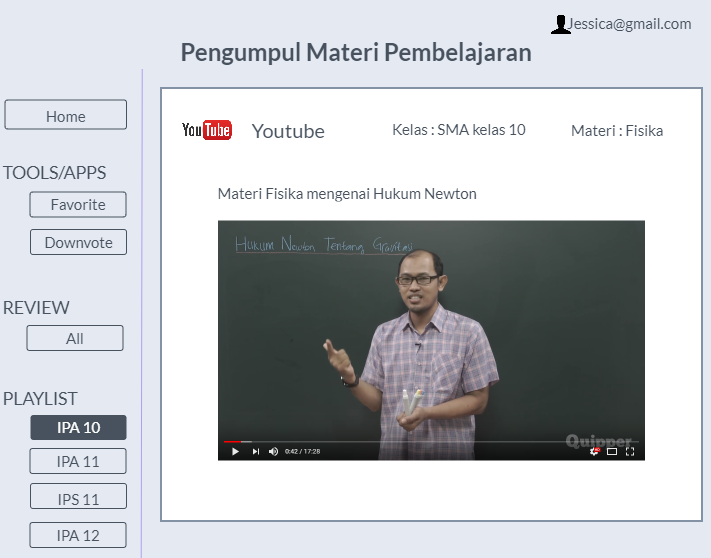 Jessica@gmail.com
Pengumpul Materi Pembelajaran
Home
TOOLS/APPS
Favorite
Downvote
REVIEW
All
PLAYLIST
IPA 10
IPA 11
IPS 11
IPA 12
YouTube
Youtube
Kelas : SMA kelas 10
Materi : Fisika
Materi Fisika mengenai Hukum Newton
Hukum Newton Tentang Gravitasi
Quipper
0:42 / 17:28